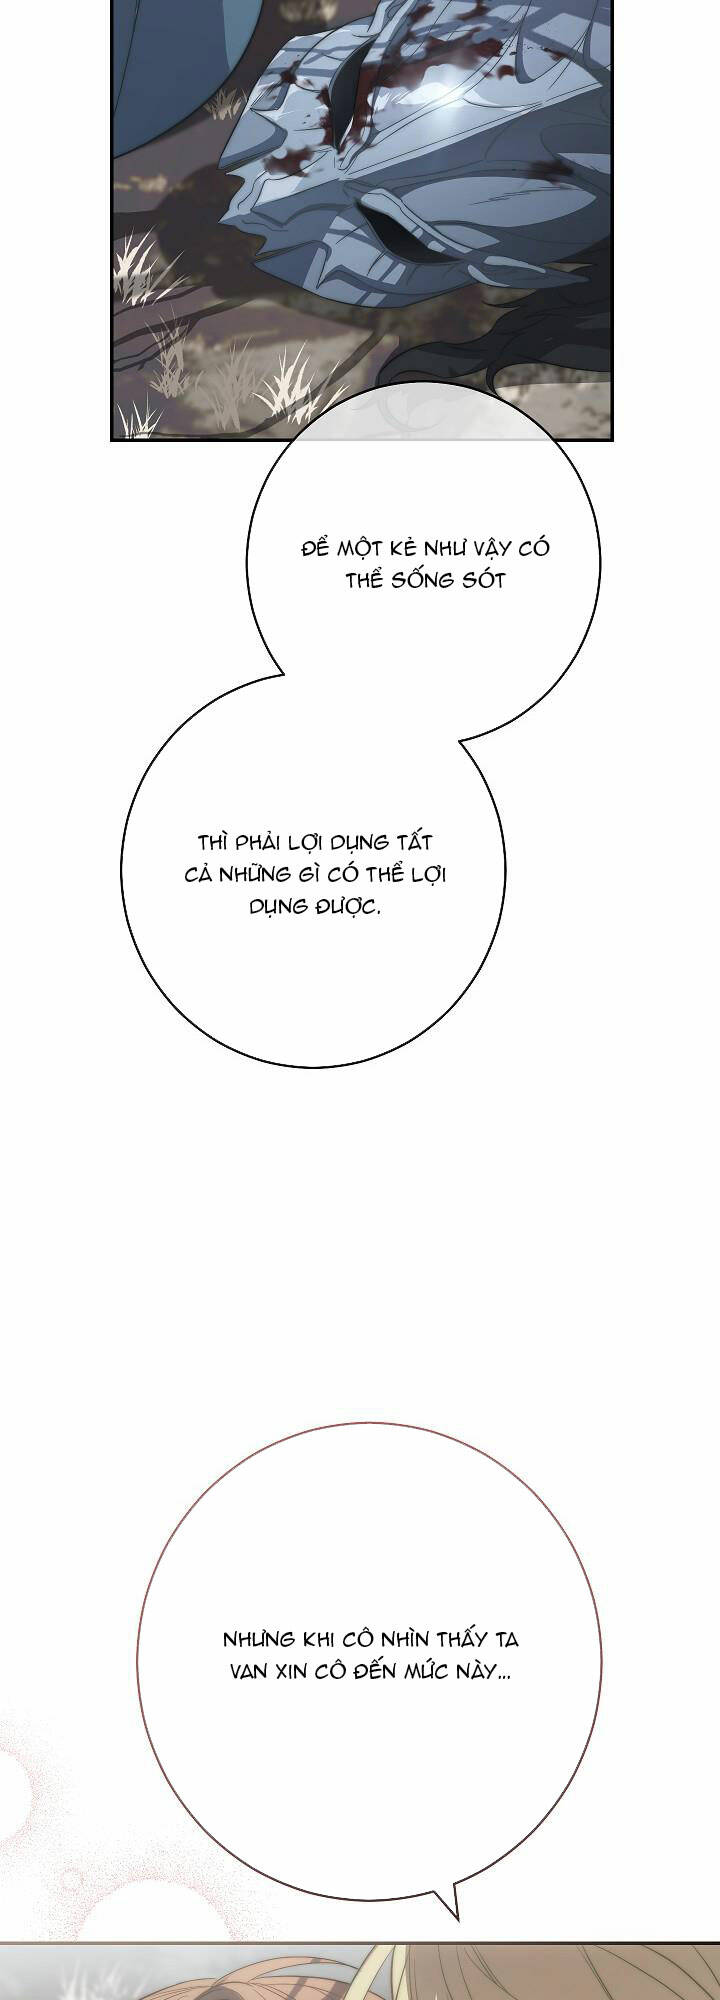 ĐỂ MỘT KẺ NHƯ VẬY CÓ
THỂ SỐNG SÓT
THÌ PHẢI LỢI DỤNG TẤT
CẢ NHỮNG GÌ CÓ THỂ LỢI
DỤNG ĐƯỢC.
NHƯNG KHI CÔ NHÌN THẤY TA
VAN XIN CÔ ĐẾN MỨC NÀY...